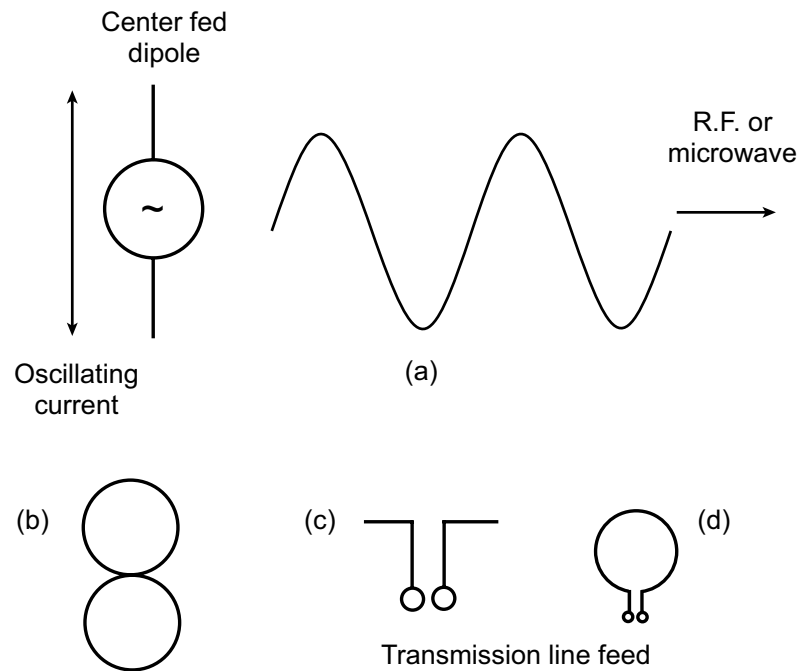 Center fed
dipole
~
R.F. or
microwave
Oscillating
current
(a)
(b)
(c)
(d)
Transmission line feed